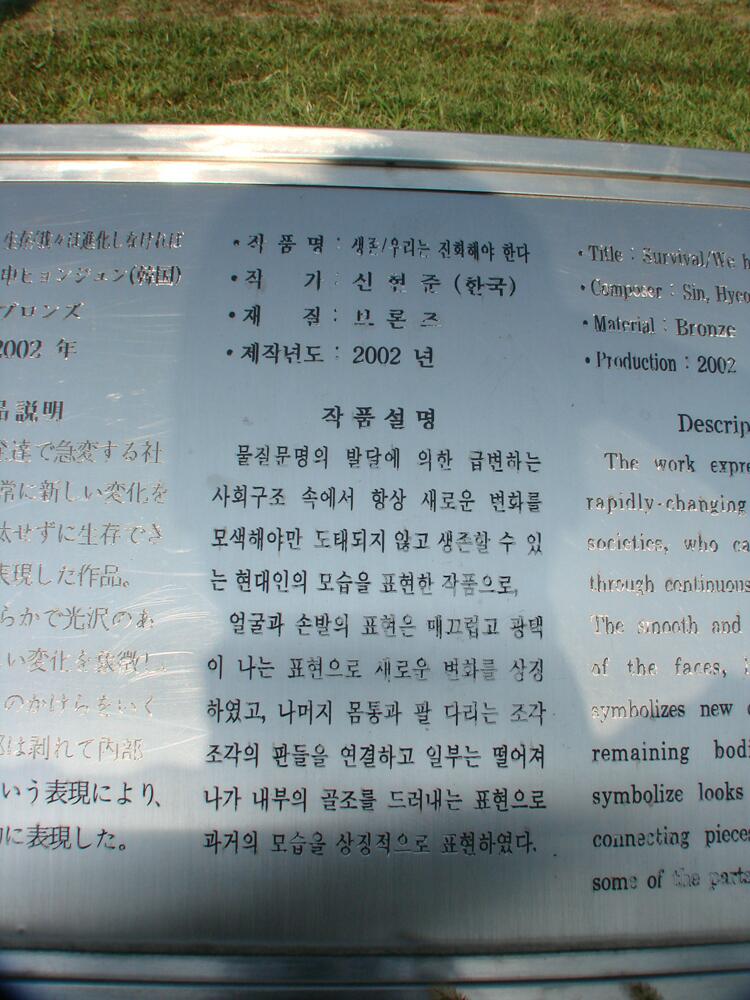 生存/我々は進化しなければ
申ヒョンジュン(韓国)
ブロンズ
2002 年
品説明
発達で急変する社
常に新しい変化を
汰せずに生存でき
表現した作品。
らかで光沢のあ
い変化を象徴し
のかけらをいく
部は剥れて内部
いう表現により、
的に表現した。
• 작 품 명 : 생존/우리는 진화해야 한다
• 작 가 : 신 현 준 (한국)
• 재 질 : 브 론 즈
• 제작년도 : 2002 년
작 품 설 명
물질문명의 발달에 의한 급변하는
사회구조 속에서 항상 새로운 변화를
모색해야만 도태되지 않고 생존할 수 있
는 현대인의 모습을 표현한 작품으로,
얼굴과 손발의 표현은 매끄럽고 광택
이 나는 표현으로 새로운 변화를 상징
하였고, 나머지 몸통과 팔 다리는 조각
조각의 판들을 연결하고 일부는 떨어져
나가 내부의 골조를 드러내는 표현으로
과거의 모습을 상징적으로 표현하였다.
• Title : Survival/We h
• Composer : Sin, Hyeo
• Material : Bronze
• Production : 2002
Descrip
The work expre
rapidly-changing
societies, who ca
through continuous
The smooth and
of the faces,
symbolizes new
remaining bodi
symbolize looks
connecting pieces
some of the parts